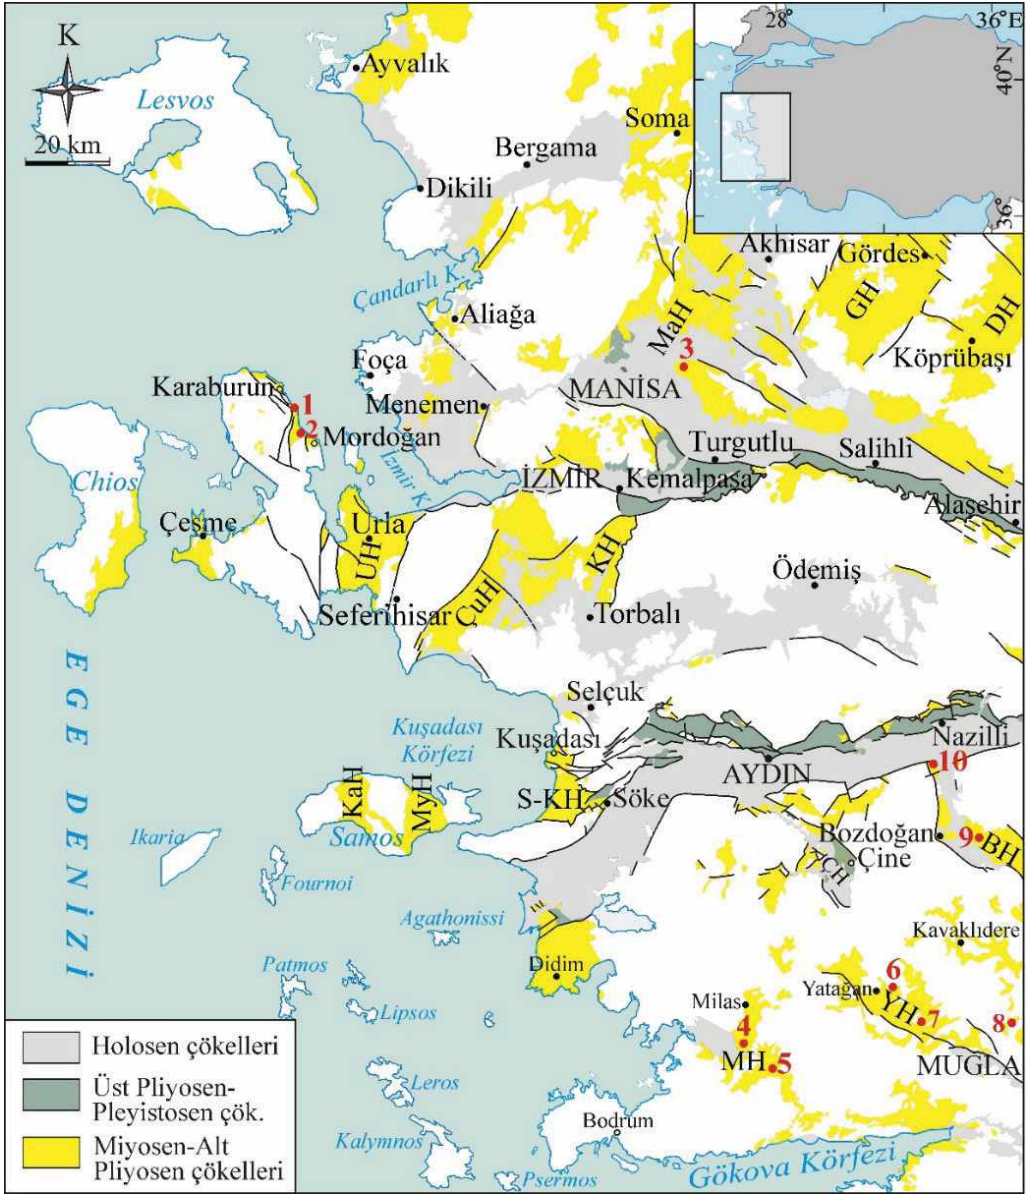 K
20 km
28°
36°E
40°N
36°
Lesvos
Ayvalık
Soma
Bergama
Dikili
Akhisar
Gördes
Çandarlı K.
GH
DH
MaH
Aliağa
Köprübaşı
3
Foça
MANİSA
Karaburun
1
Menemen
2
Mordoğan
Turgutlu
Salihli
İzmir K
İZMİR
Kemalpaşa
Chios
Çeşme
Urla
Alaşehir
UH
KH
Ödemiş
ÇuH
Seferihisar
Torbalı
EGE DENİZİ
Selçuk
Kuşadası
Körfezi
Kuşadası
Nazilli
10
AYDIN
KaH
MyH
S-KH
Söke
Samos
Ikaria
Bozdoğan
9
BH
Çine
ÇH
Fournoi
Agathonissi
Kavaklıdere
Didim
Patmos
6
Yatağan
Milas
YH
7
8
Lipsos
4
MH
5
MUĞLA
Leros
Bodrum
Kalymnos
Psermos
Gökova Körfezi
Holosen çökelleri
Üst Pliyosen-
Pleyistosen çök.
Miyosen-Alt
Pliyosen çökelleri